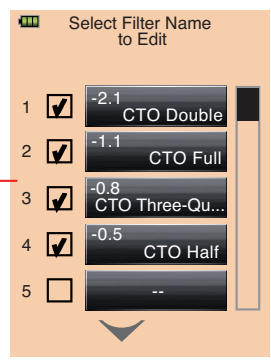 Select Filter Name
to Edit
1 -2.1
CTO Double
2 -1.1
CTO Full
3 -0.8
CTO Three-Qu...
4 -0.5
CTO Half
5 --